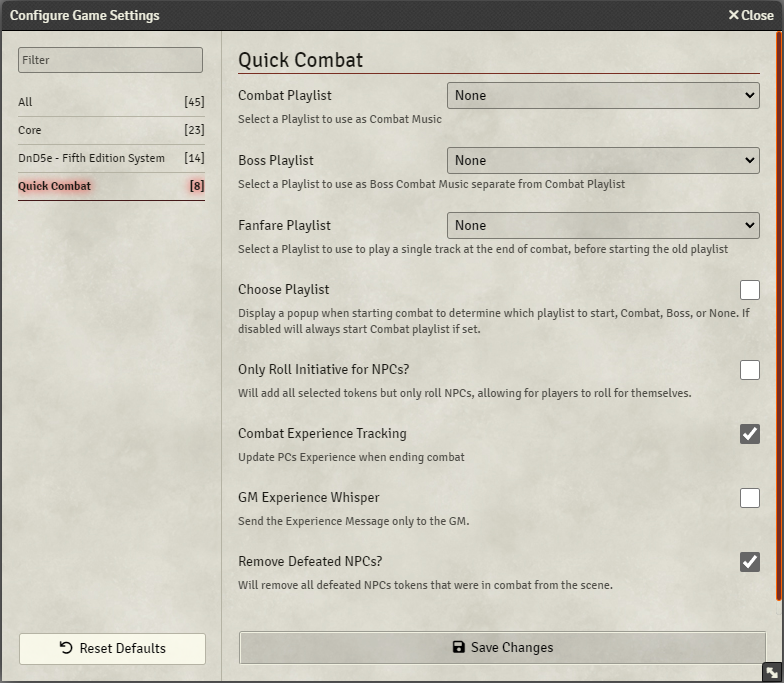 Configure Game Settings
Close
Filter
All [45]
Core [23]
DnD5e - Fifth Edition System [14]
Quick Combat [8]
Reset Defaults
Quick Combat
Combat Playlist None
Select a Playlist to use as Combat Music
Boss Playlist None
Select a Playlist to use as Boss Combat Music separate from Combat Playlist
Fanfare Playlist None
Select a Playlist to use to play a single track at the end of combat, before starting the old playlist
Choose Playlist
Display a popup when starting combat to determine which playlist to start, Combat, Boss, or None. If
disabled will always start Combat playlist if set.
Only Roll Initiative for NPCs?
Will add all selected tokens but only roll NPCs, allowing for players to roll for themselves.
Combat Experience Tracking
Update PCs Experience when ending combat
GM Experience Whisper
Send the Experience Message only to the GM.
Remove Defeated NPCs?
Will remove all defeated NPCs tokens that were in combat from the scene.
Save Changes